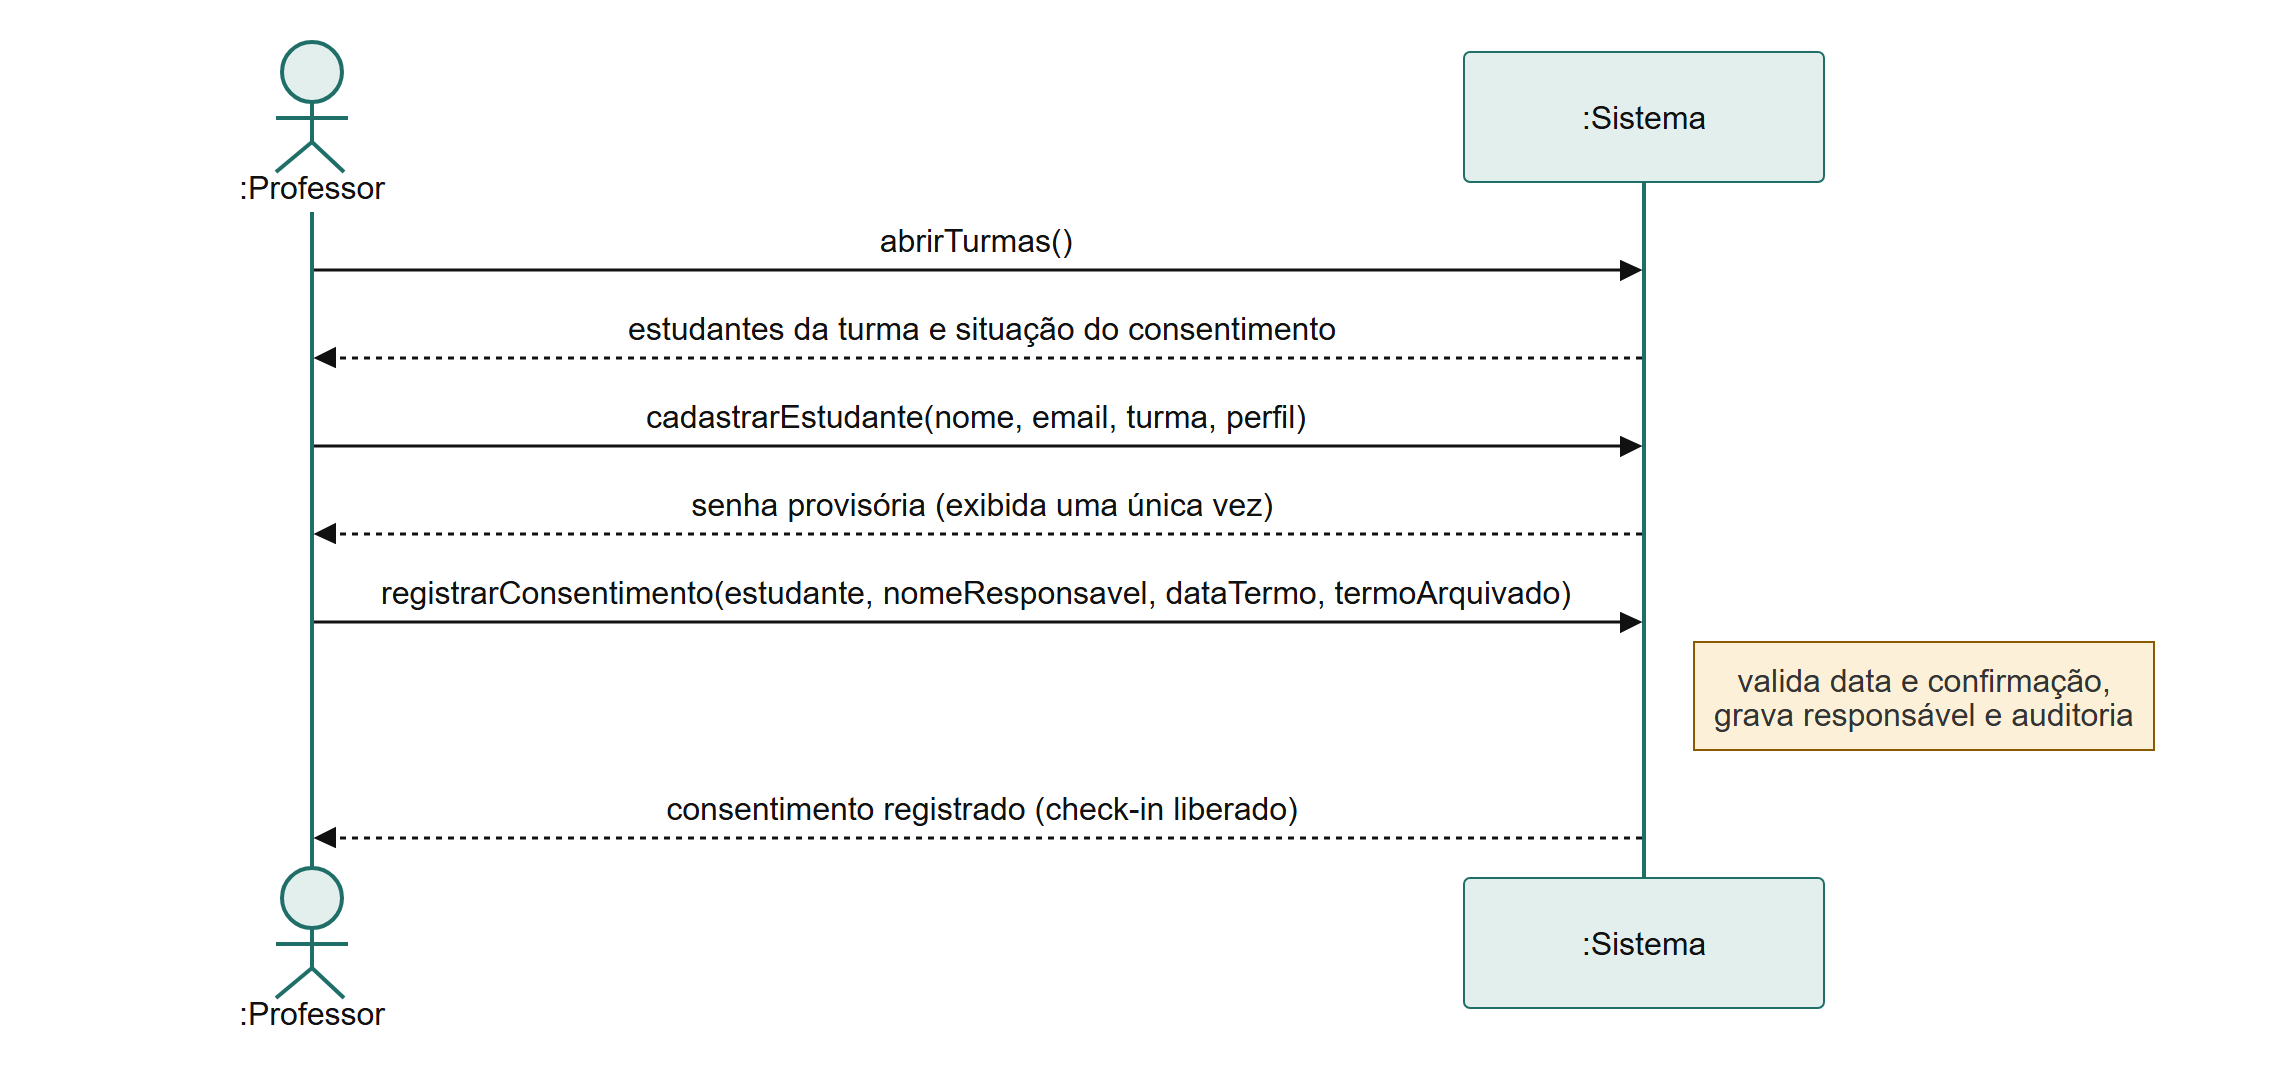 :Professor
:Sistema
abrirTurmas()
estudantes da turma e situação do consentimento
cadastrarEstudante(nome, email, turma, perfil)
senha provisória (exibida uma única vez)
registrarConsentimento(estudante, nomeResponsavel, dataTermo, termoArquivado)
valida data e confirmação,
grava responsável e auditoria
consentimento registrado (check-in liberado)
:Professor
:Sistema